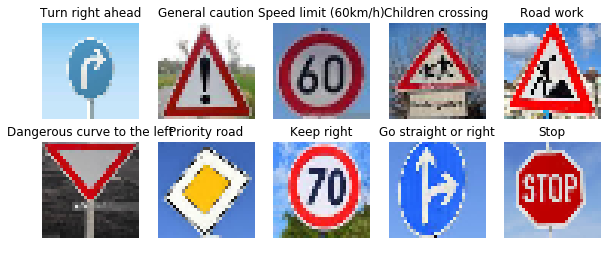 Turn right ahead
General caution
Speed limit (60km/h)
Children crossing
Road work
60
Dangerous curve to the left
Priority road
Keep right
Go straight or right
Stop
70
STOP